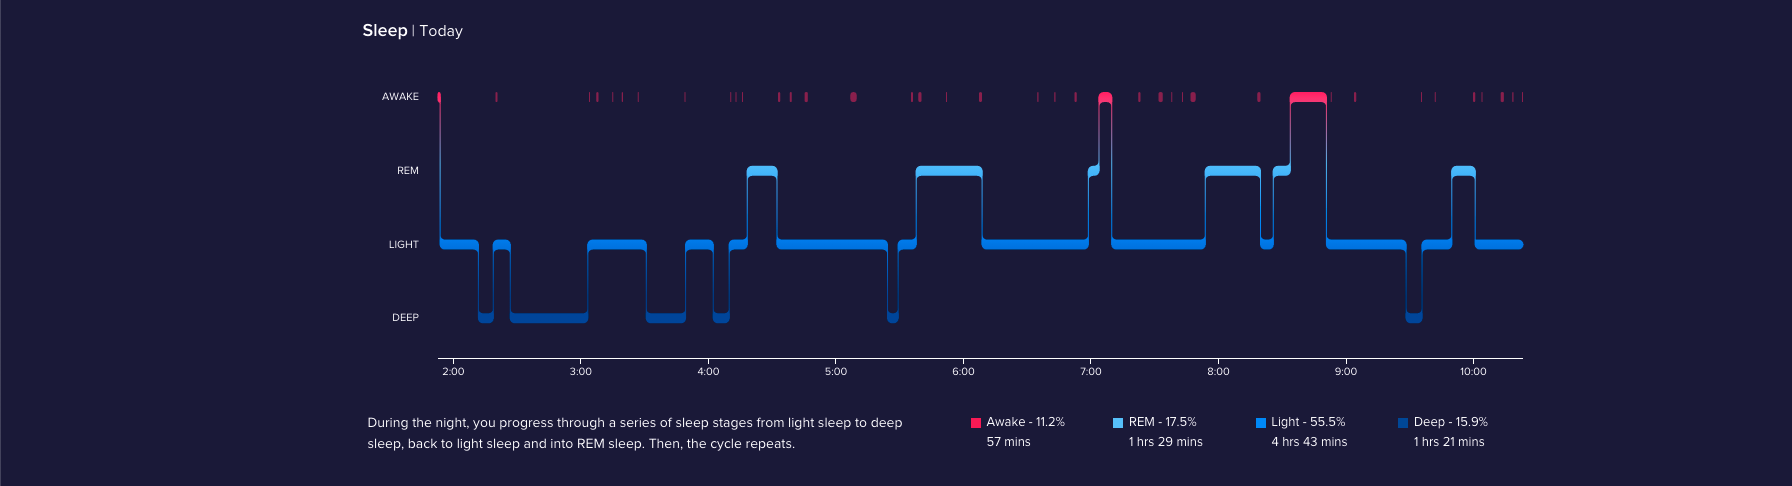 Sleep | Today
AWAKE
REM
LIGHT
DEEP
2:00 3:00 4:00 5:00 6:00 7:00 8:00 9:00 10:00
During the night, you progress through a series of sleep stages from light sleep to deep
sleep, back to light sleep and into REM sleep. Then, the cycle repeats.
Awake - 11.2%
57 mins
REM - 17.5%
1 hrs 29 mins
Light - 55.5%
4 hrs 43 mins
Deep - 15.9%
1 hrs 21 mins